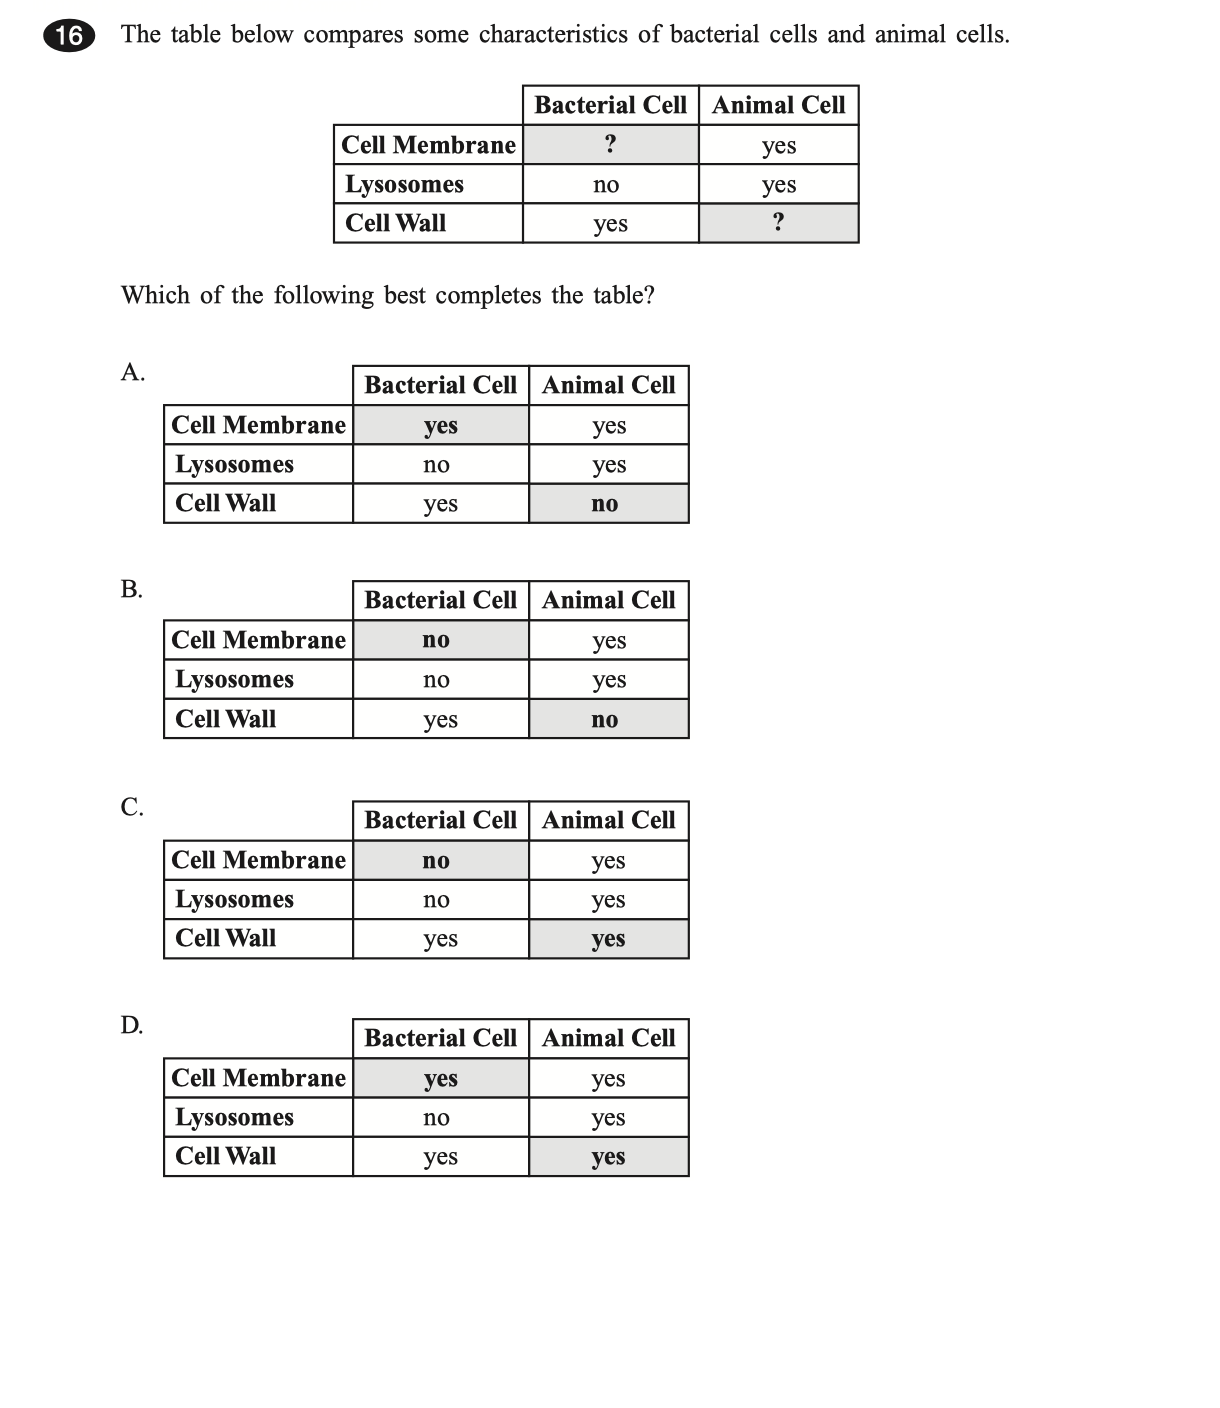 16 The table below compares some characteristics of bacterial cells and animal cells.
Bacterial Cell Animal Cell
Cell Membrane ? yes
Lysosomes no yes
Cell Wall yes ?
Which of the following best completes the table?
A.
Bacterial Cell Animal Cell
Cell Membrane yes yes
Lysosomes no yes
Cell Wall yes no
B.
Bacterial Cell Animal Cell
Cell Membrane no yes
Lysosomes no yes
Cell Wall yes no
C.
Bacterial Cell Animal Cell
Cell Membrane no yes
Lysosomes no yes
Cell Wall yes yes
D.
Bacterial Cell Animal Cell
Cell Membrane yes yes
Lysosomes no yes
Cell Wall yes yes